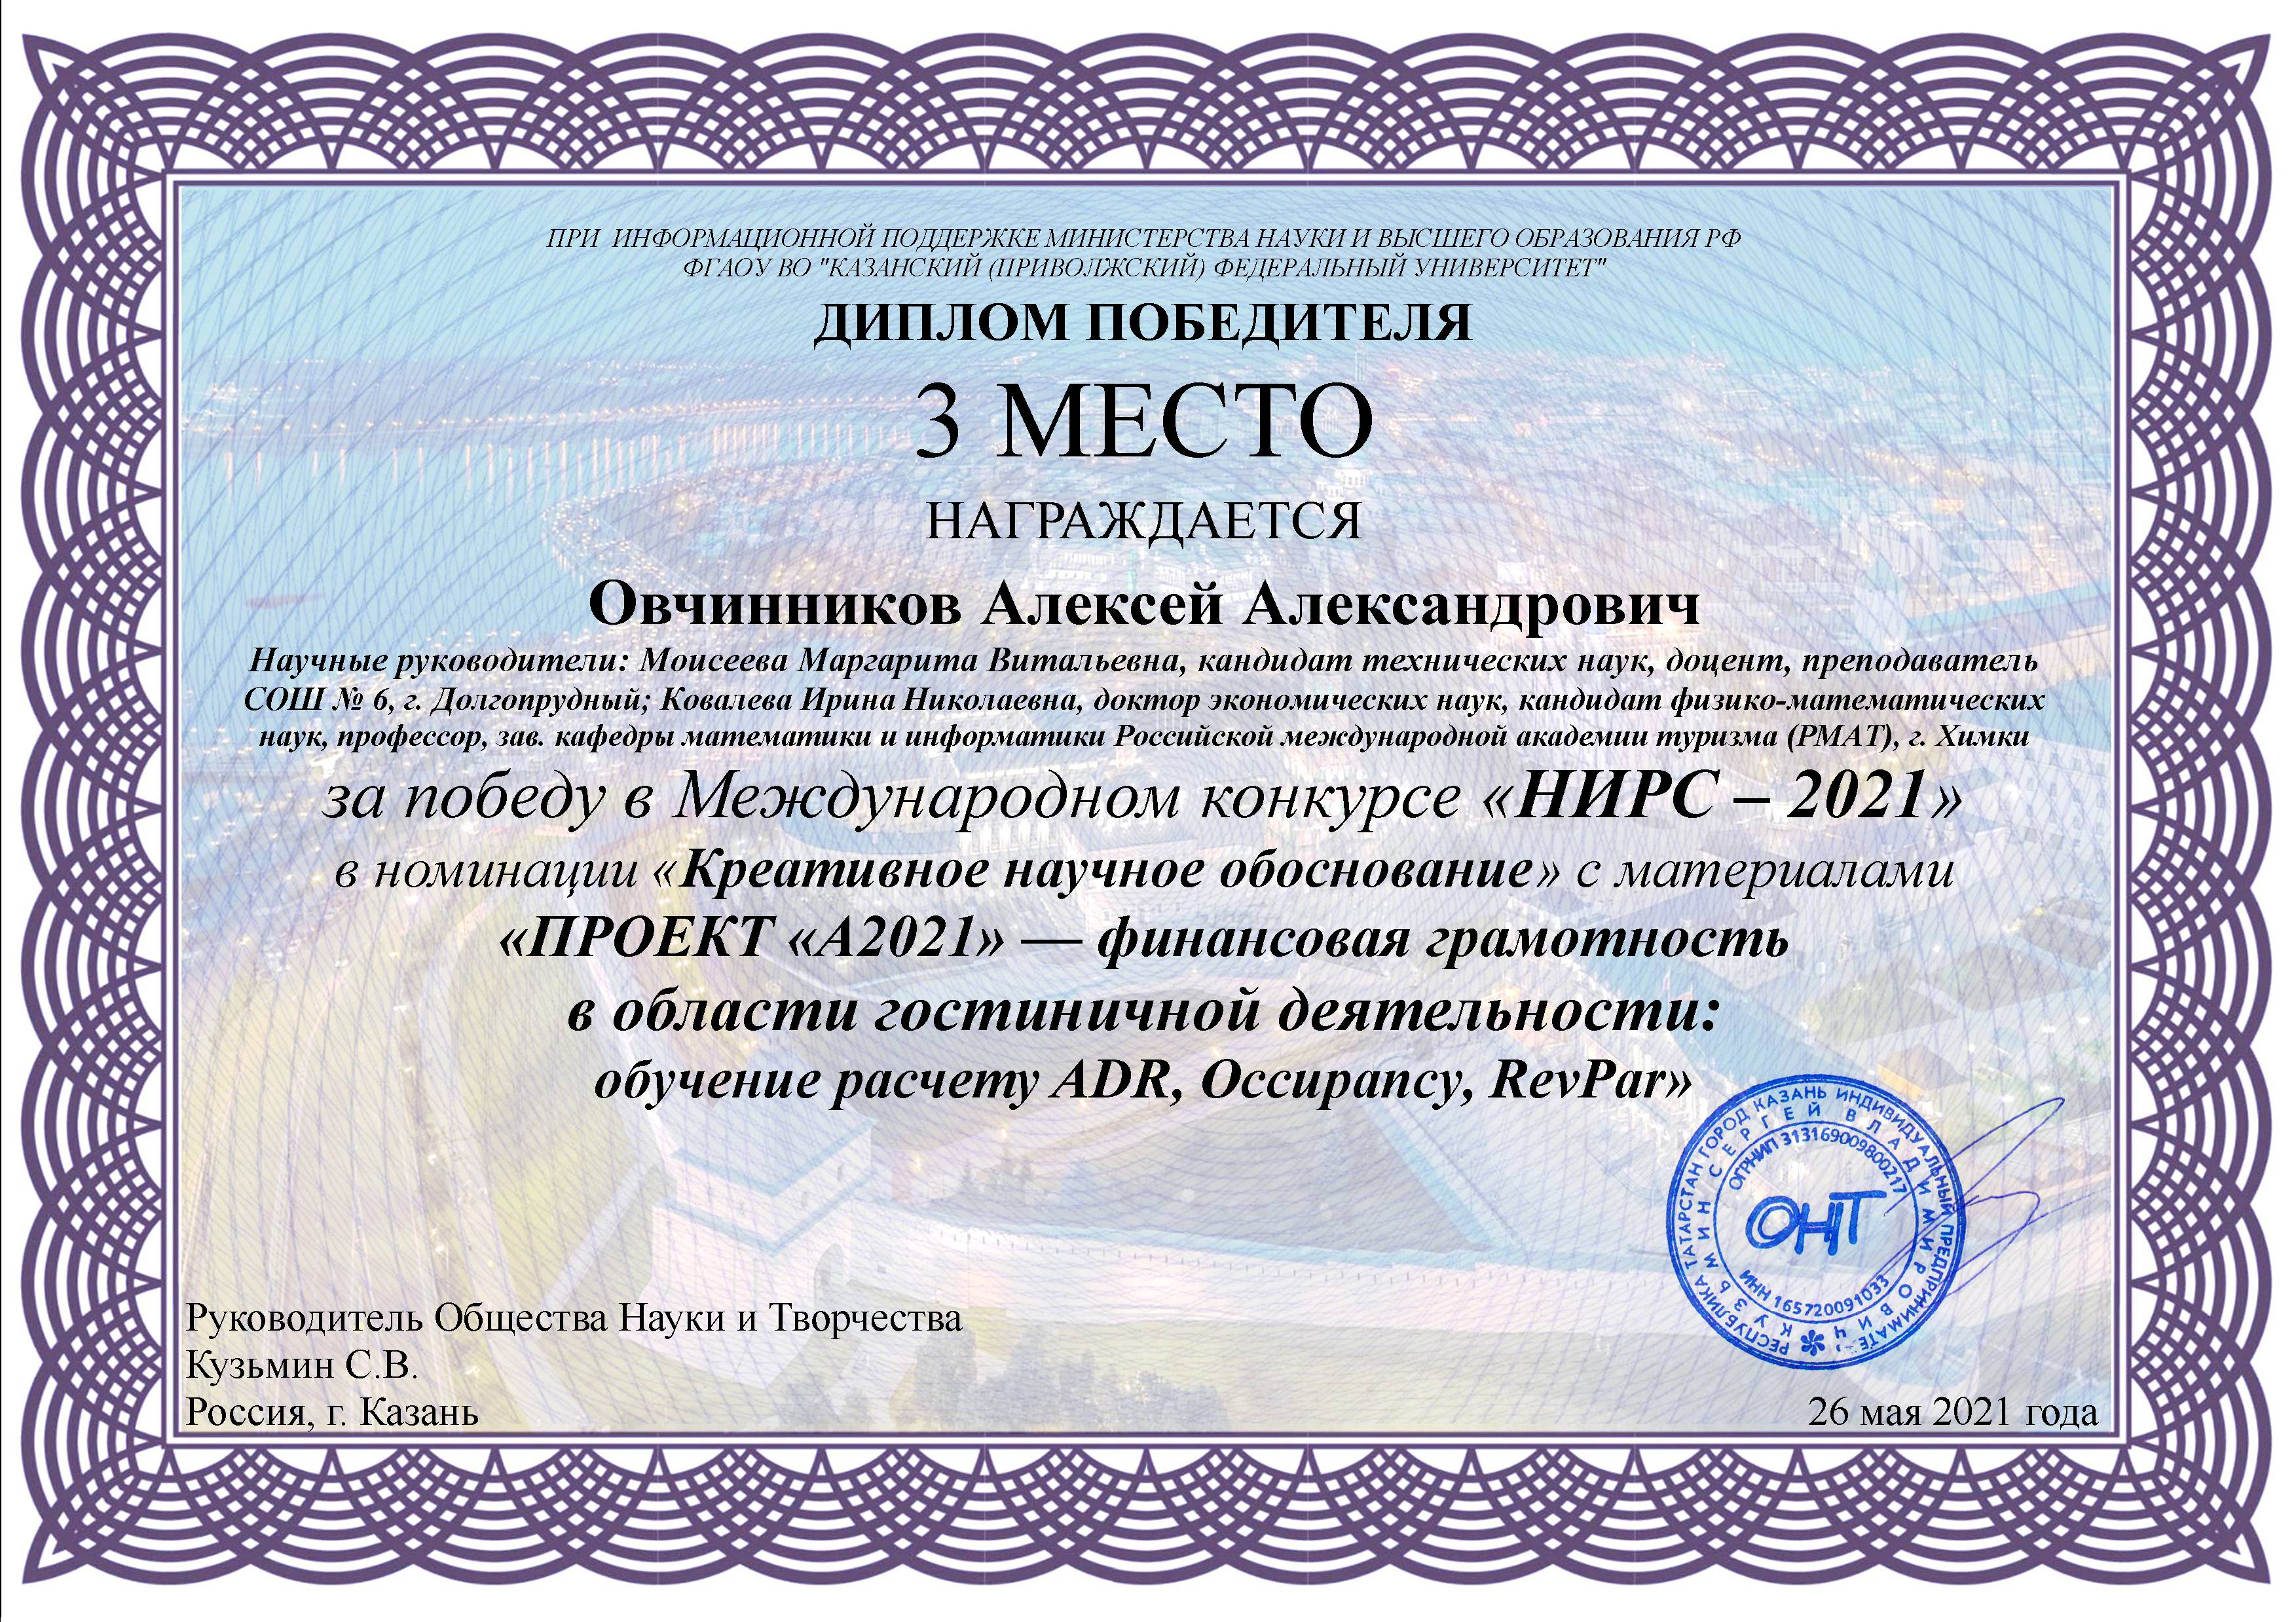 ПРИ ИНФОРМАЦИОННОЙ ПОДДЕРЖКЕ МИНИСТЕРСТВА НАУКИ И ВЫСШЕГО ОБРАЗОВАНИЯ РФ
ФГАОУ ВО "КАЗАНСКИЙ (ПРИВОЛЖСКИЙ) ФЕДЕРАЛЬНЫЙ УНИВЕРСИТЕТ"
ДИПЛОМ ПОБЕДИТЕЛЯ
3 МЕСТО
НАГРАЖДАЕТСЯ
Овчинников Алексей Александрович
Научные руководители: Моисеева Маргарита Витальевна, кандидат технических наук, доцент, преподаватель
СОШ № 6, г. Долгопрудный; Ковалева Ирина Николаевна, доктор экономических наук, кандидат физико-математических
наук, профессор, зав. кафедры математики и информатики Российской международной академии туризма (РМАТ), г. Химки
за победу в Международном конкурсе «НИРС – 2021»
в номинации «Креативное научное обоснование» с материалами
«ПРОЕКТ «А2021» — финансовая грамотность
в области гостиничной деятельности:
обучение расчету ADR, Occupancy, RevPar»
РЕСПУБЛИКА ТАТАРСТАН ГОРОД КАЗАНЬ ИНДИВИДУАЛЬНЫЙ
КУЗЬМИН СЕРГЕЙ ВЛАДИМИРОВИЧ
ОГРНИП 313169009800217
ОНТ
ИНН 165720091033
Руководитель Общества Науки и Творчества
Кузьмин С.В.
Россия, г. Казань
26 мая 2021 года